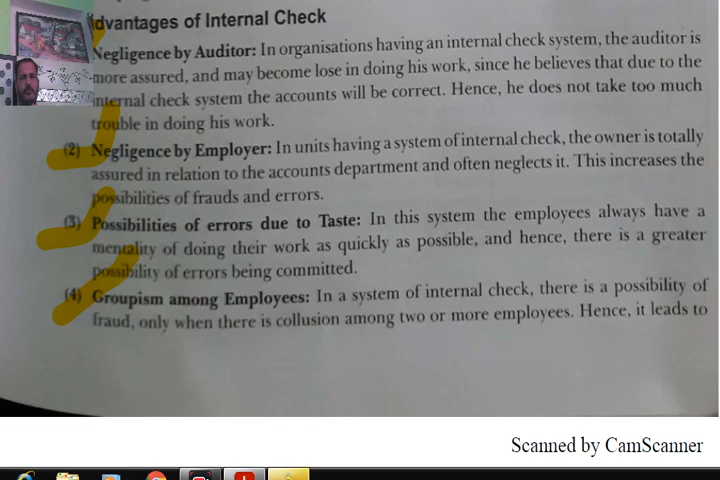 dvantages of Internal Check
Negligence by Auditor: In organisations having an internal check system, the auditor is
more assured, and may become lose in doing his work, since he believes that due to the
internal check system the accounts will be correct. Hence, he does not take too much
trouble in doing his work.
(2) Negligence by Employer: In units having a system of internal check, the owner is totally
assured in relation to the accounts department and often neglects it. This increases the
possibilities of frauds and errors.
(3) Possibilities of errors due to Taste: In this system the employees always have a
mentality of doing their work as quickly as possible, and hence, there is a greater
possibility of errors being committed.
(4) Groupism among Employees: In a system of internal check, there is a possibility of
fraud, only when there is collusion among two or more employees. Hence, it leads to
Scanned by CamScanner